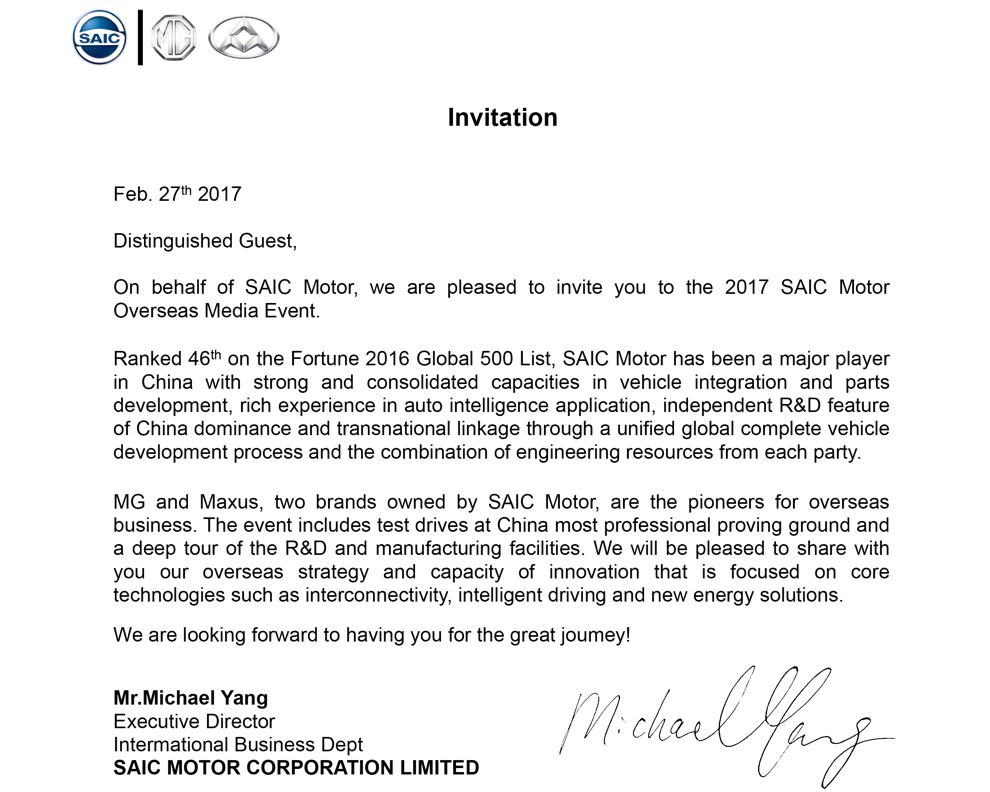 SAIC MG
Invitation
Feb. 27th 2017
Distinguished Guest,
On behalf of SAIC Motor, we are pleased to invite you to the 2017 SAIC Motor
Overseas Media Event.
Ranked 46th on the Fortune 2016 Global 500 List, SAIC Motor has been a major player
in China with strong and consolidated capacities in vehicle integration and parts
development, rich experience in auto intelligence application, independent R&D feature
of China dominance and transnational linkage through a unified global complete vehicle
development process and the combination of engineering resources from each party.
MG and Maxus, two brands owned by SAIC Motor, are the pioneers for overseas
business. The event includes test drives at China most professional proving ground and
a deep tour of the R&D and manufacturing facilities. We will be pleased to share with
you our overseas strategy and capacity of innovation that is focused on core
technologies such as interconnectivity, intelligent driving and new energy solutions.
We are looking forward to having you for the great joumey!
Mr.Michael Yang
Executive Director
International Business Dept
SAIC MOTOR CORPORATION LIMITED
Michael Yang